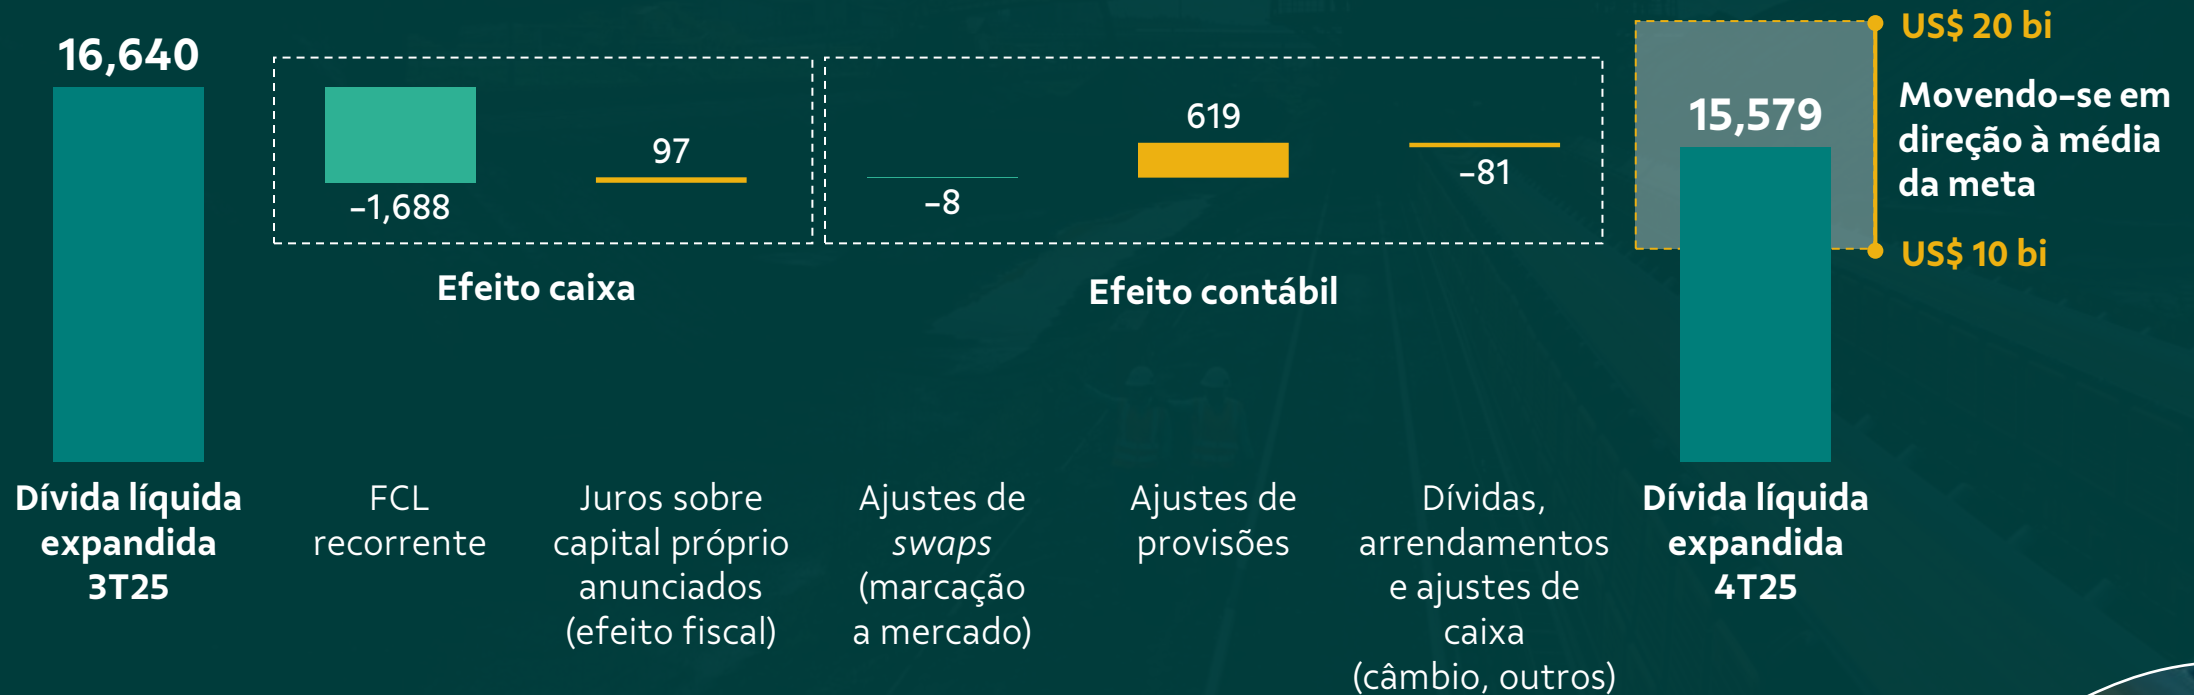 16,640
-1,688
97
Efeito caixa
-8
619
-81
Efeito contábil
15,579
US$ 20 bi
Movendo-se em
direção à média
da meta
US$ 10 bi
Dívida líquida
expandida
3T25
FCL
recorrente
Juros sobre
capital próprio
anunciados
(efeito fiscal)
Ajustes de
swaps
(marcação
a mercado)
Ajustes de
provisões
Dívidas,
arrendamentos
e ajustes de
caixa
(câmbio, outros)
Dívida líquida
expandida
4T25